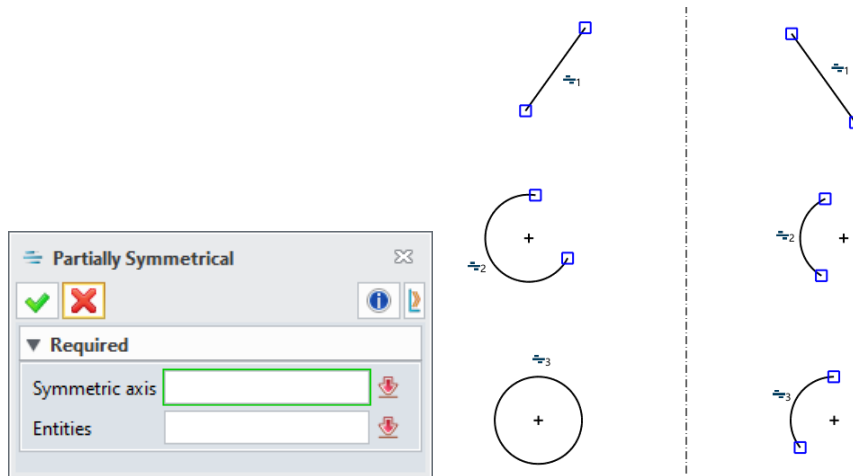 Partially Symmetrical
Required
Symmetric axis
Entities
1
1
2
2
3
3